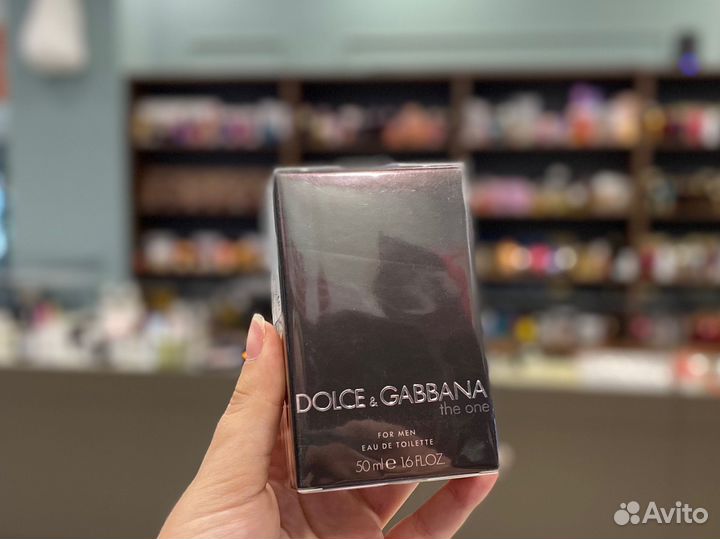 DOLCE & GABBANA
the one
FOR MEN
EAU DE TOILETTE
50 ml e 1.6 FL.OZ.
Avito